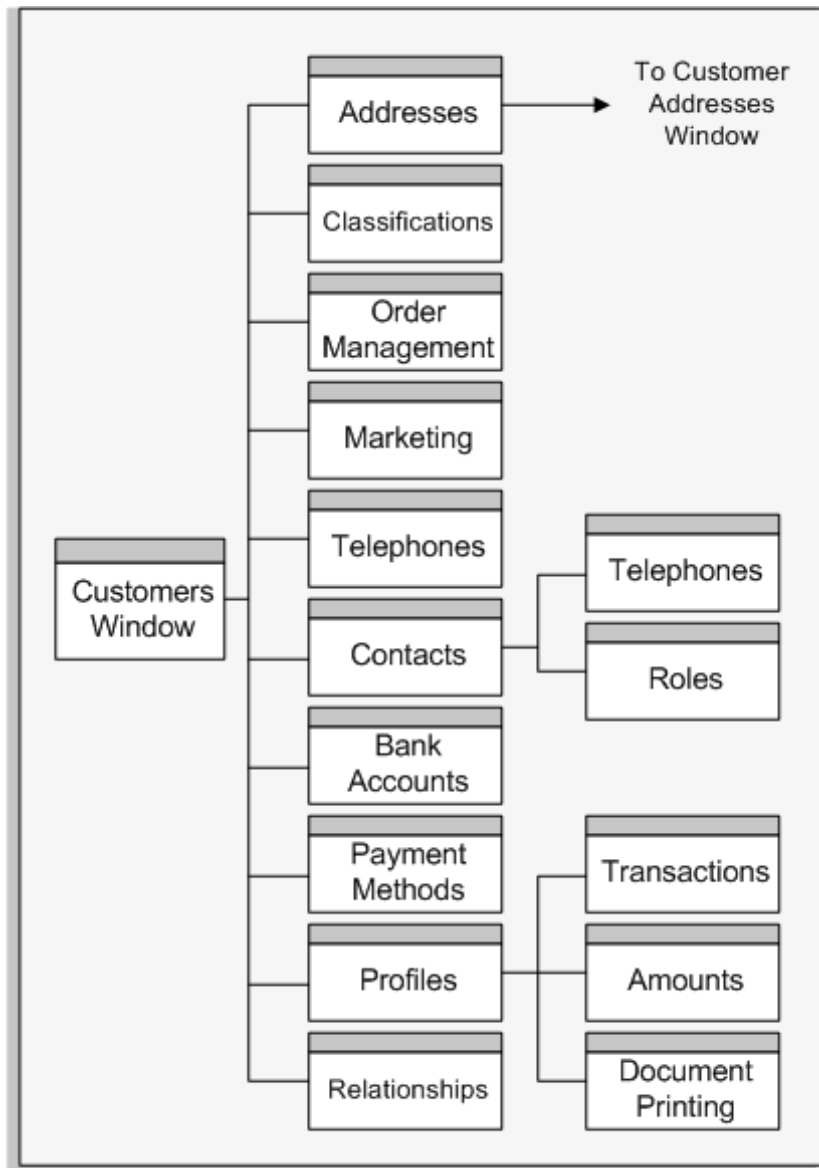 Addresses
To Customer
Addresses
Window
Classifications
Order
Management
Marketing
Telephones
Customers
Window
Contacts
Telephones
Roles
Bank
Accounts
Payment
Methods
Transactions
Profiles
Amounts
Relationships
Document
Printing